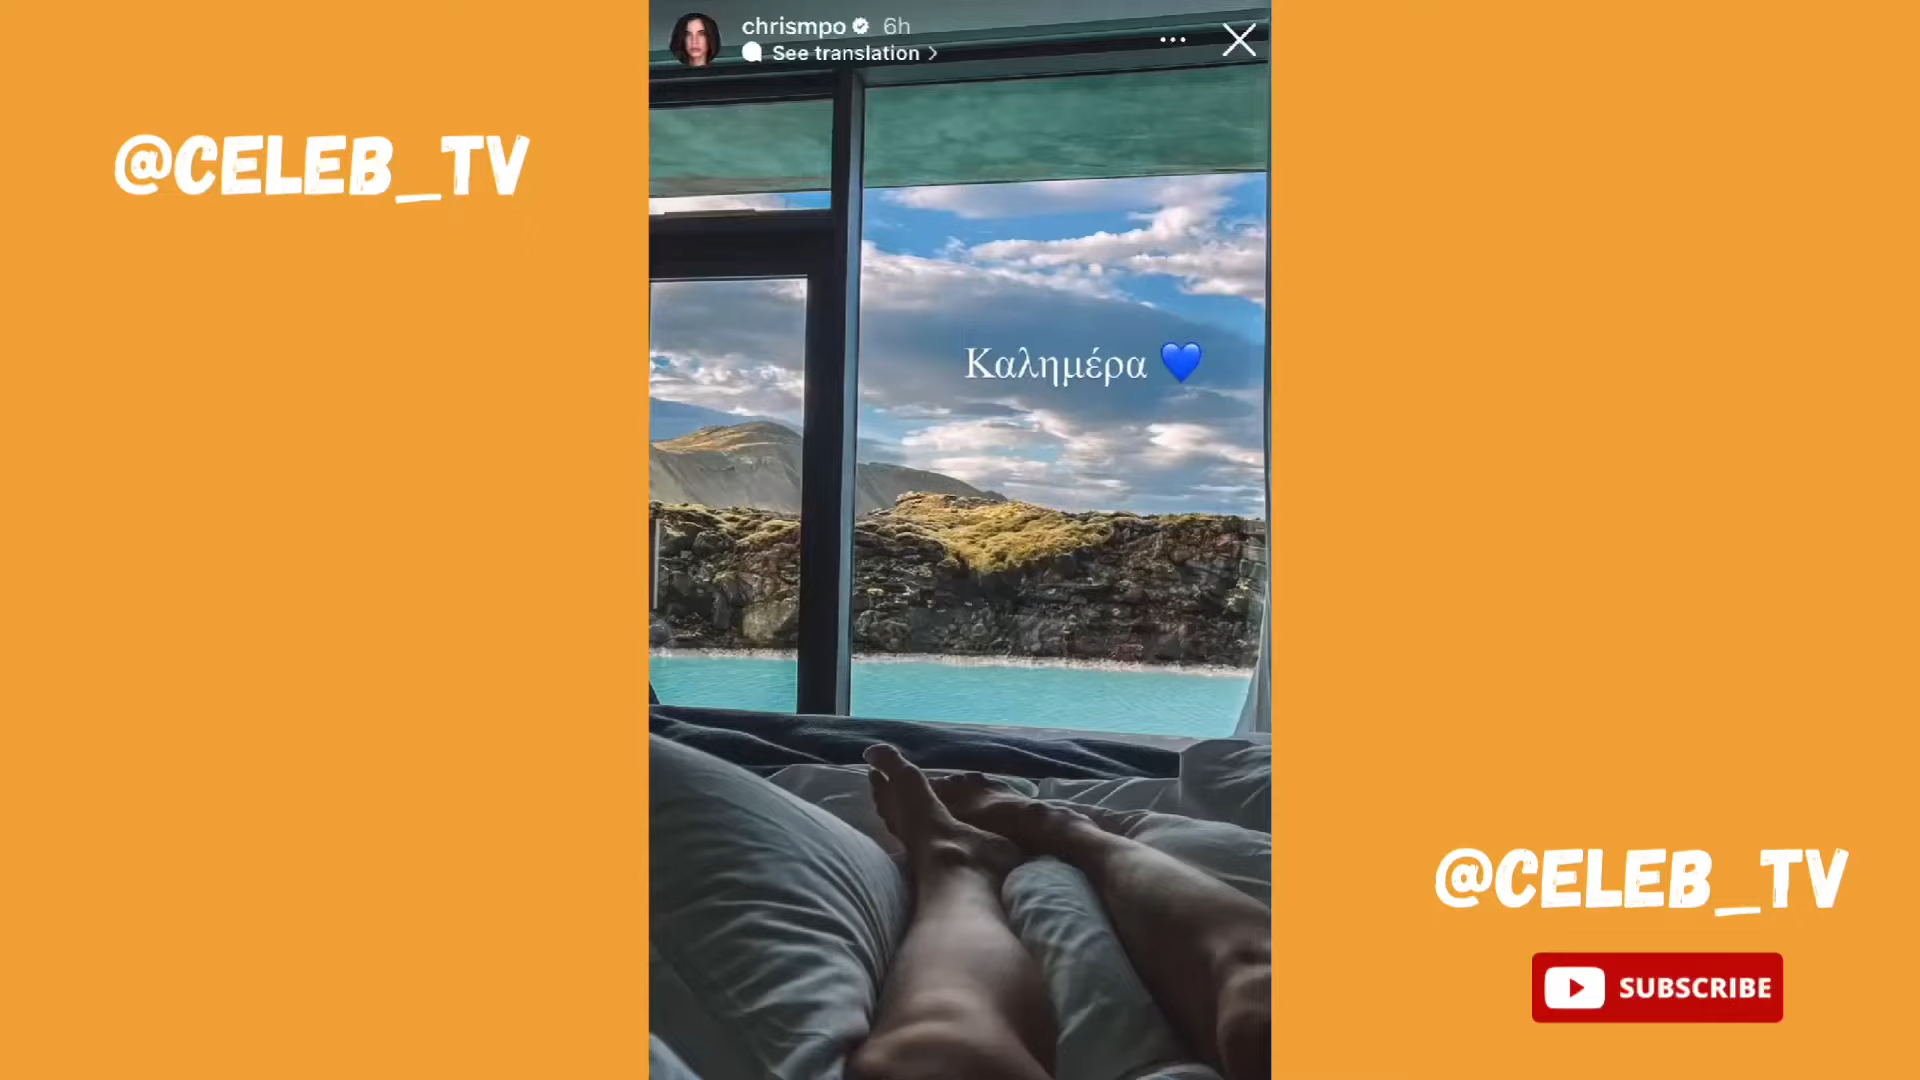 chrismpo 6h
See translation
@CELEB_TV
Καλημέρα 💙
@CELEB_TV
SUBSCRIBE